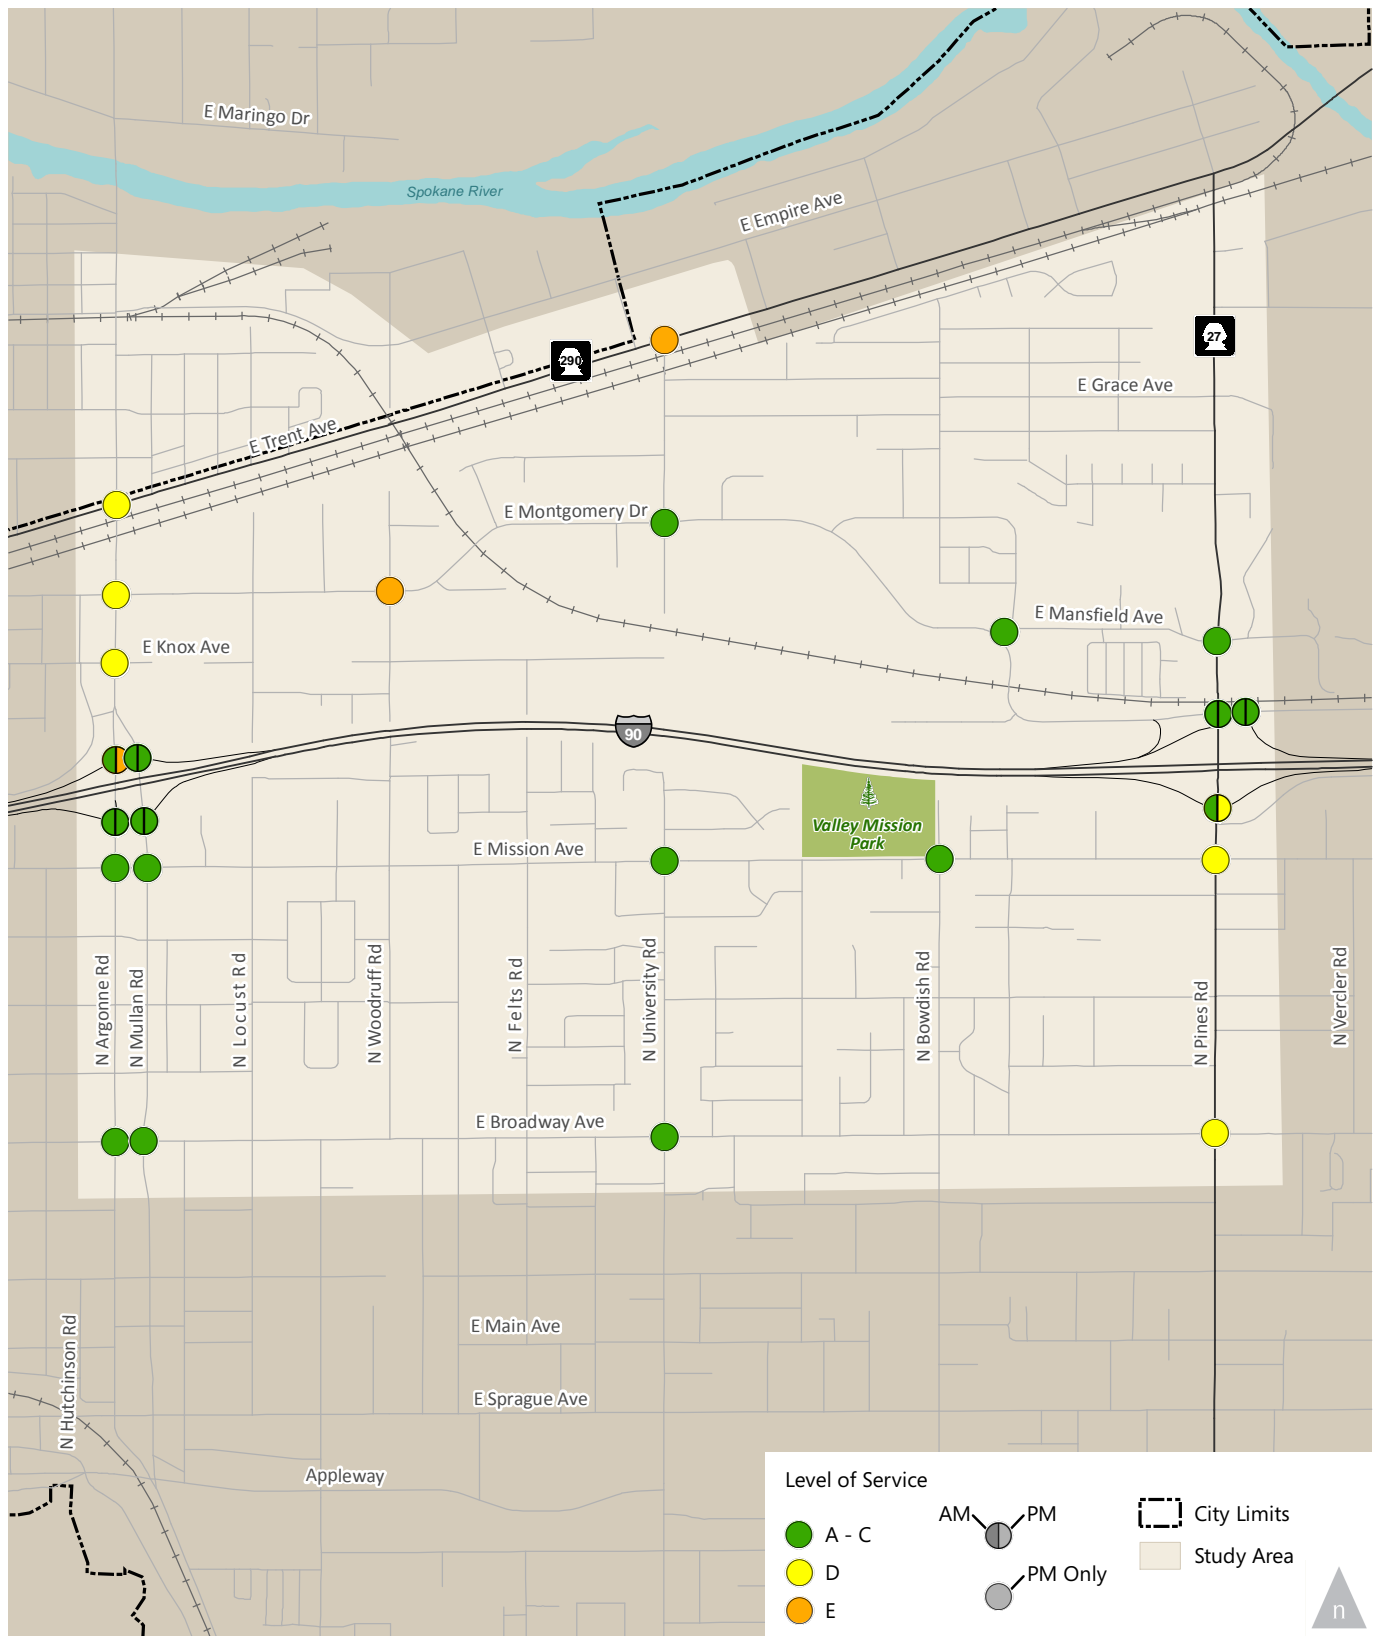 E Maringo Dr
Spokane River
E Empire Ave
27
290
E Grace Ave
E Trent Ave
E Montgomery Dr
E Mansfield Ave
E Knox Ave
90
Valley Mission
Park
E Mission Ave
N Argonne Rd
N Mullan Rd
N Locust Rd
N Woodruff Rd
N Felts Rd
N University Rd
N Bowdish Rd
N Pines Rd
N Vercler Rd
E Broadway Ave
N Hutchinson Rd
E Main Ave
E Sprague Ave
Appleway
Level of Service
A - C
D
E
AM
PM
PM Only
City Limits
Study Area
n